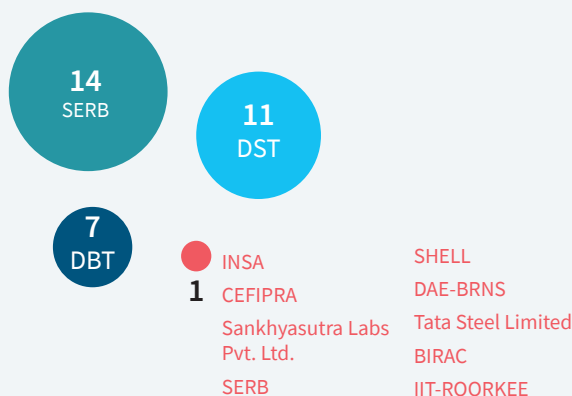 14
SERB
11
DST
7
DBT
1
INSA
CEFIPRA
Sankhyasutra Labs
Pvt. Ltd.
SERB
SHELL
DAE-BRNS
Tata Steel Limited
BIRAC
IIT-ROORKEE